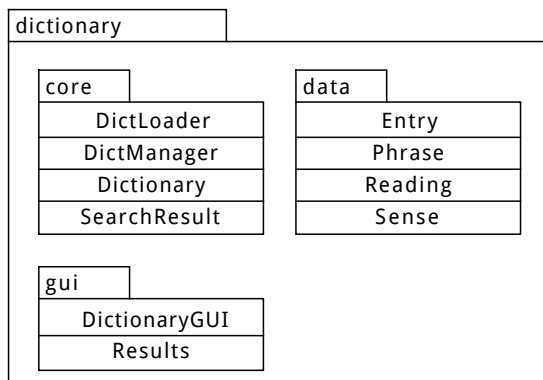 dictionary
core
DictLoader
DictManager
Dictionary
SearchResult
data
Entry
Phrase
Reading
Sense
gui
DictionaryGUI
Results